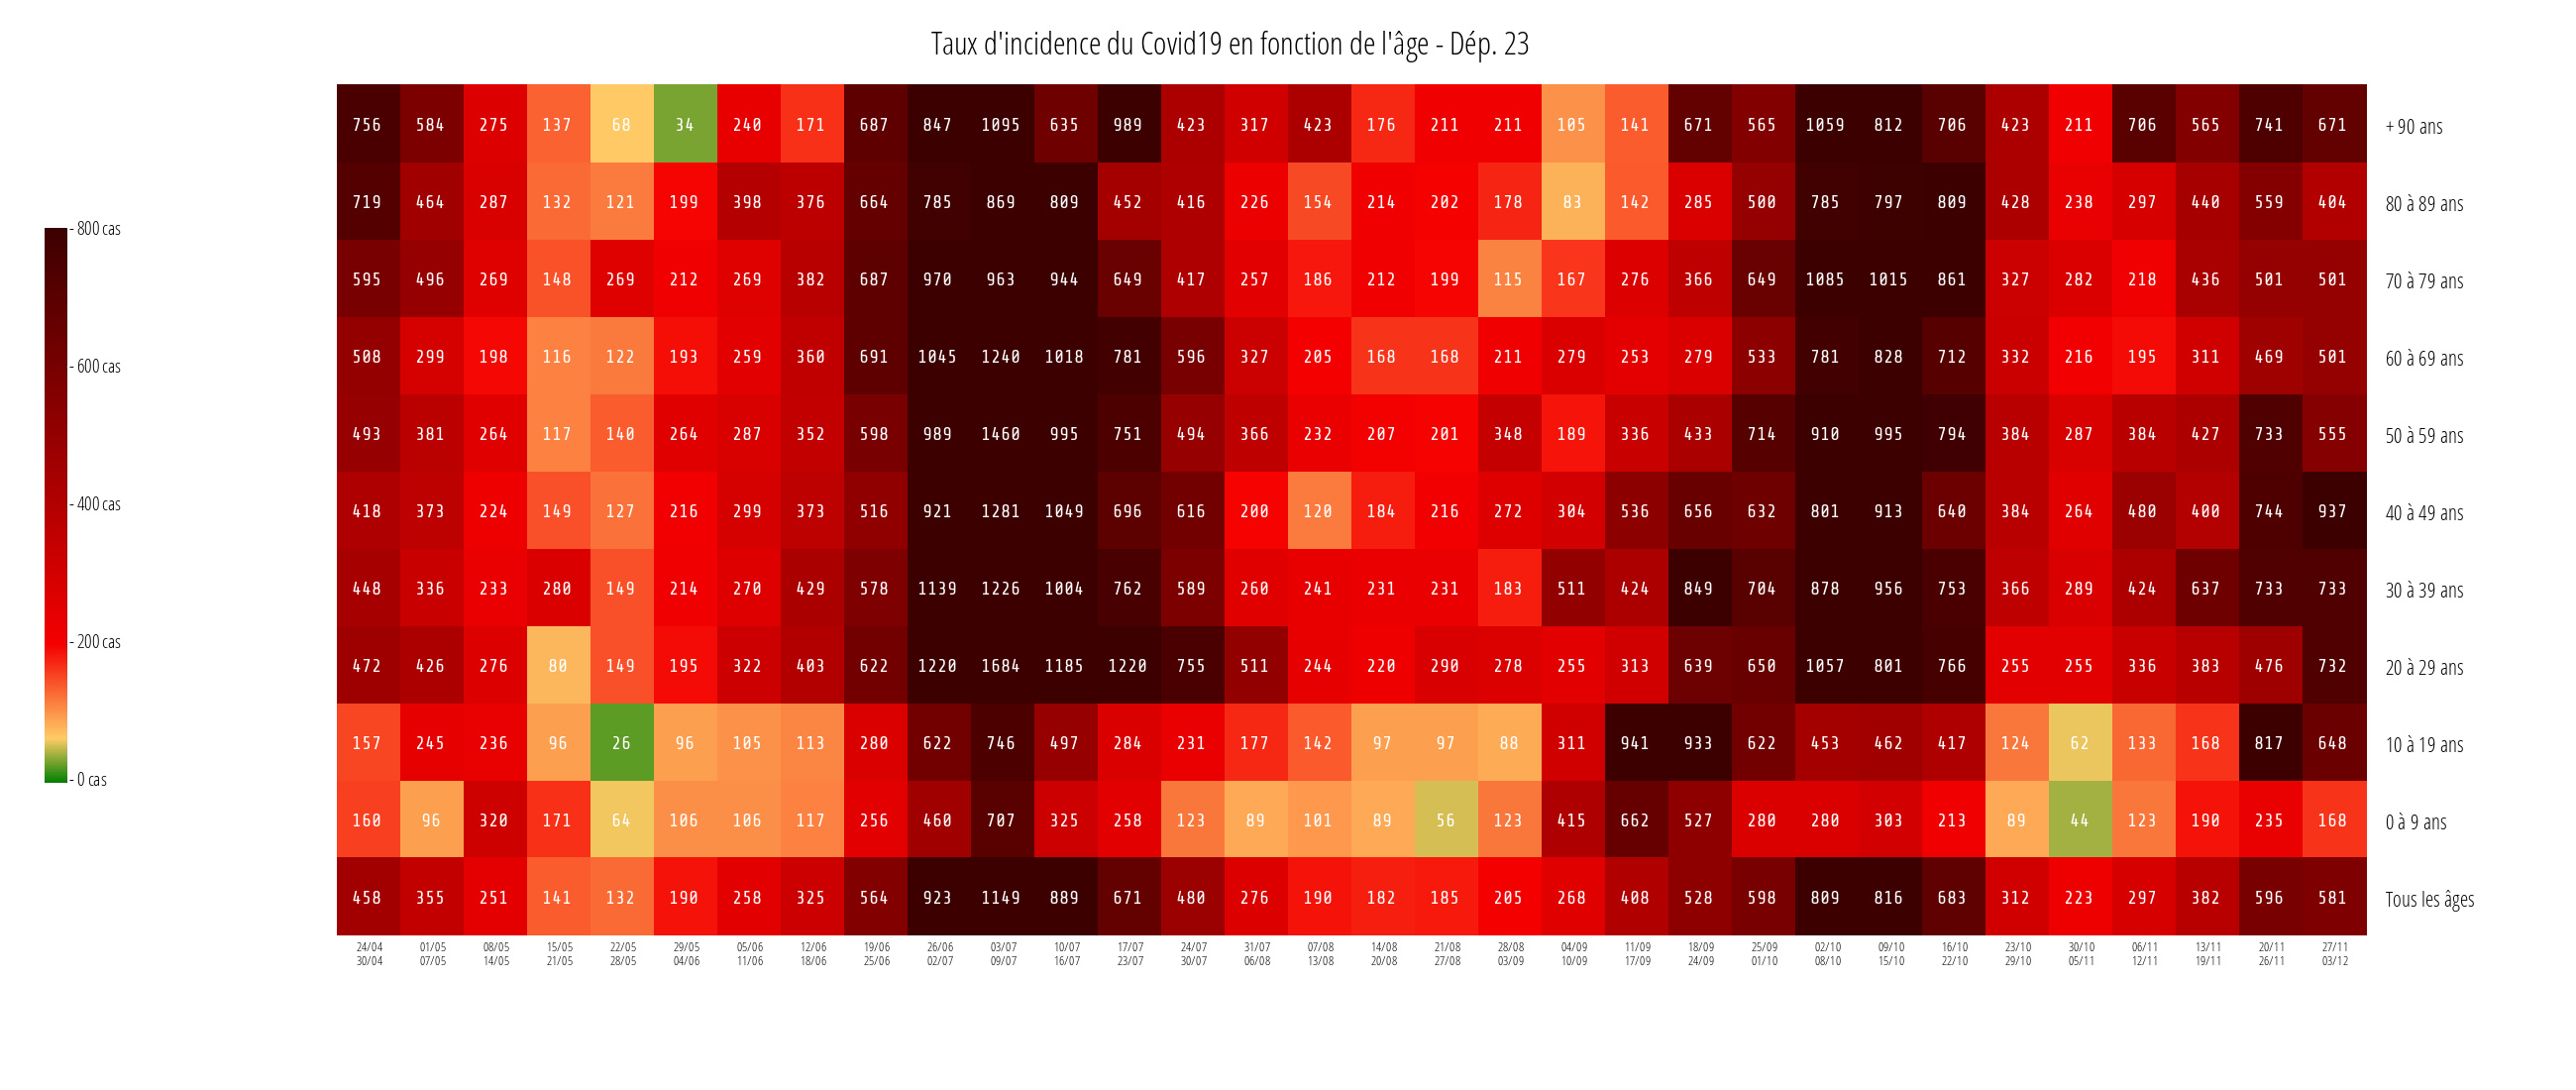 Taux d'incidence du Covid19 en fonction de l'âge - Dép. 23
756 584 275 137 68 34 240 171 687 847 1095 635 989 423 317 423 176 211 211 105 141 671 565 1059 812 706 423 211 706 565 741 671 + 90 ans
719 464 287 132 121 199 398 376 664 785 869 809 452 416 226 154 214 202 178 83 142 285 500 785 797 809 428 238 297 440 559 404 80 à 89 ans
- 800 cas
595 496 269 148 269 212 269 382 687 970 963 944 649 417 257 186 212 199 115 167 276 366 649 1085 1015 861 327 282 218 436 501 501 70 à 79 ans
508 299 198 116 122 193 259 360 691 1045 1240 1018 781 596 327 205 168 168 211 279 253 279 533 781 828 712 332 216 195 311 469 501 60 à 69 ans
- 600 cas
493 381 264 117 140 264 287 352 598 989 1460 995 751 494 366 232 207 201 348 189 336 433 714 910 995 794 384 287 384 427 733 555 50 à 59 ans
- 400 cas
418 373 224 149 127 216 299 373 516 921 1281 1049 696 616 200 120 184 216 272 304 536 656 632 801 913 640 384 264 480 400 744 937 40 à 49 ans
448 336 233 280 149 214 270 429 578 1139 1226 1004 762 589 260 241 231 231 183 511 424 849 704 878 956 753 366 289 424 637 733 733 30 à 39 ans
- 200 cas
472 426 276 80 149 195 322 403 622 1220 1684 1185 1220 755 511 244 220 290 278 255 313 639 650 1057 801 766 255 255 336 383 476 732 20 à 29 ans
157 245 236 96 26 96 105 113 280 622 746 497 284 231 177 142 97 97 88 311 941 933 622 453 462 417 124 62 133 168 817 648 10 à 19 ans
- 0 cas
160 96 320 171 64 106 106 117 256 460 707 325 258 123 89 101 89 56 123 415 662 527 280 280 303 213 89 44 123 190 235 168 0 à 9 ans
458 355 251 141 132 190 258 325 564 923 1149 889 671 480 276 190 182 185 205 268 408 528 598 809 816 683 312 223 297 382 596 581 Tous les âges
24/04 01/05 08/05 15/05 22/05 29/05 05/06 12/06 19/06 26/06 03/07 10/07 17/07 24/07 31/07 07/08 14/08 21/08 28/08 04/09 11/09 18/09 25/09 02/10 09/10 16/10 23/10 30/10 06/11 13/11 20/11 27/11
30/04 07/05 14/05 21/05 28/05 04/06 11/06 18/06 25/06 02/07 09/07 16/07 23/07 30/07 06/08 13/08 20/08 27/08 03/09 10/09 17/09 24/09 01/10 08/10 15/10 22/10 29/10 05/11 12/11 19/11 26/11 03/12